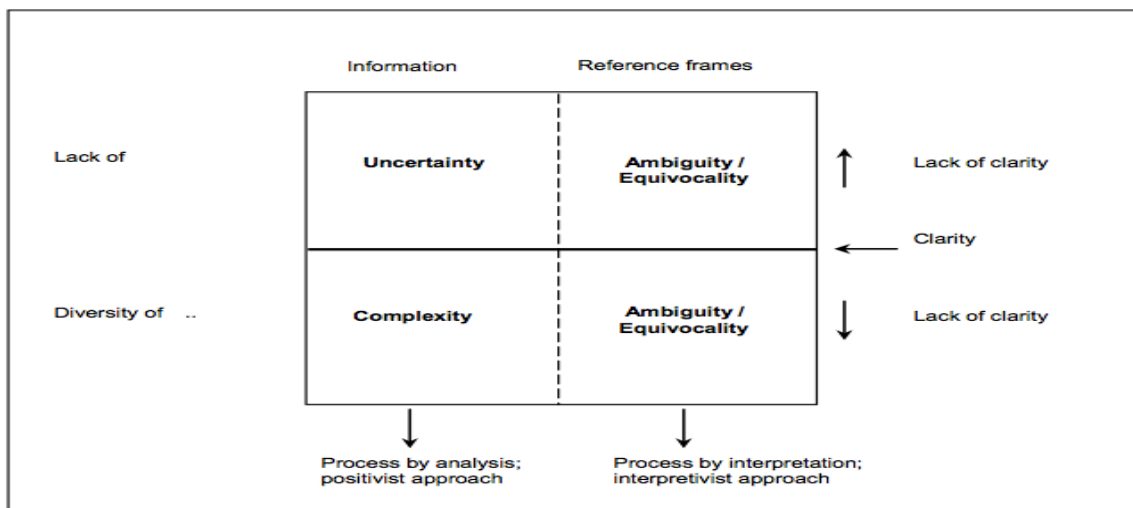 Information Reference frames
Lack of
Uncertainty
Ambiguity /
Equivocality
Lack of clarity
Clarity
Diversity of ..
Complexity
Ambiguity /
Equivocality
Lack of clarity
Process by analysis;
positivist approach
Process by interpretation;
interpretivist approach